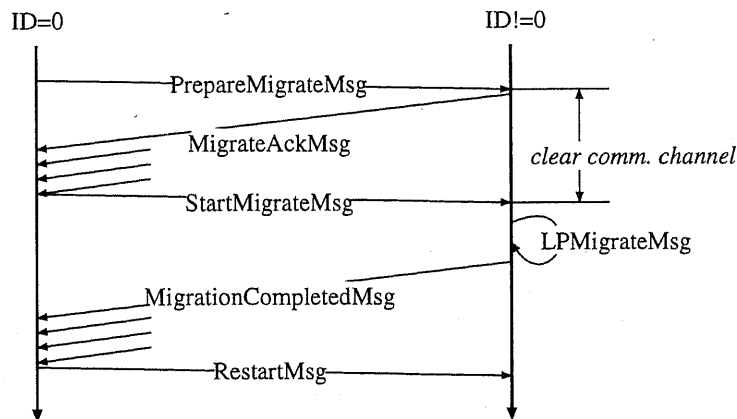 ID=0
ID!=0
PrepareMigrateMsg
MigrateAckMsg
clear comm. channel
StartMigrateMsg
LPMigrateMsg
MigrationCompletedMsg
RestartMsg